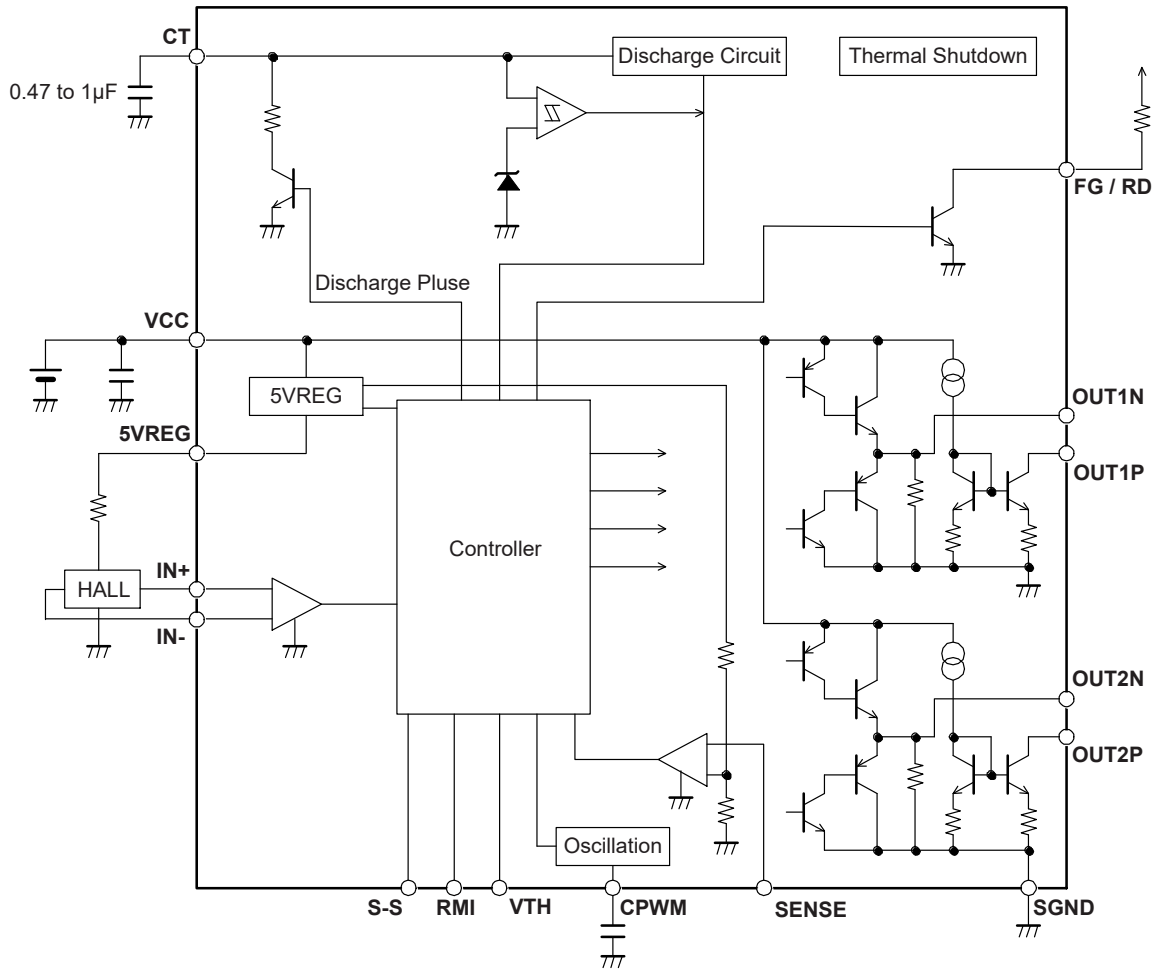 CT
Discharge Circuit
Thermal Shutdown
0.47 to 1μF
FG / RD
Discharge Pluse
VCC
5VREG
OUT1N
5VREG
OUT1P
Controller
IN+
HALL
IN-
OUT2N
OUT2P
Oscillation
S-S
RMI
VTH
CPWM
SENSE
SGND